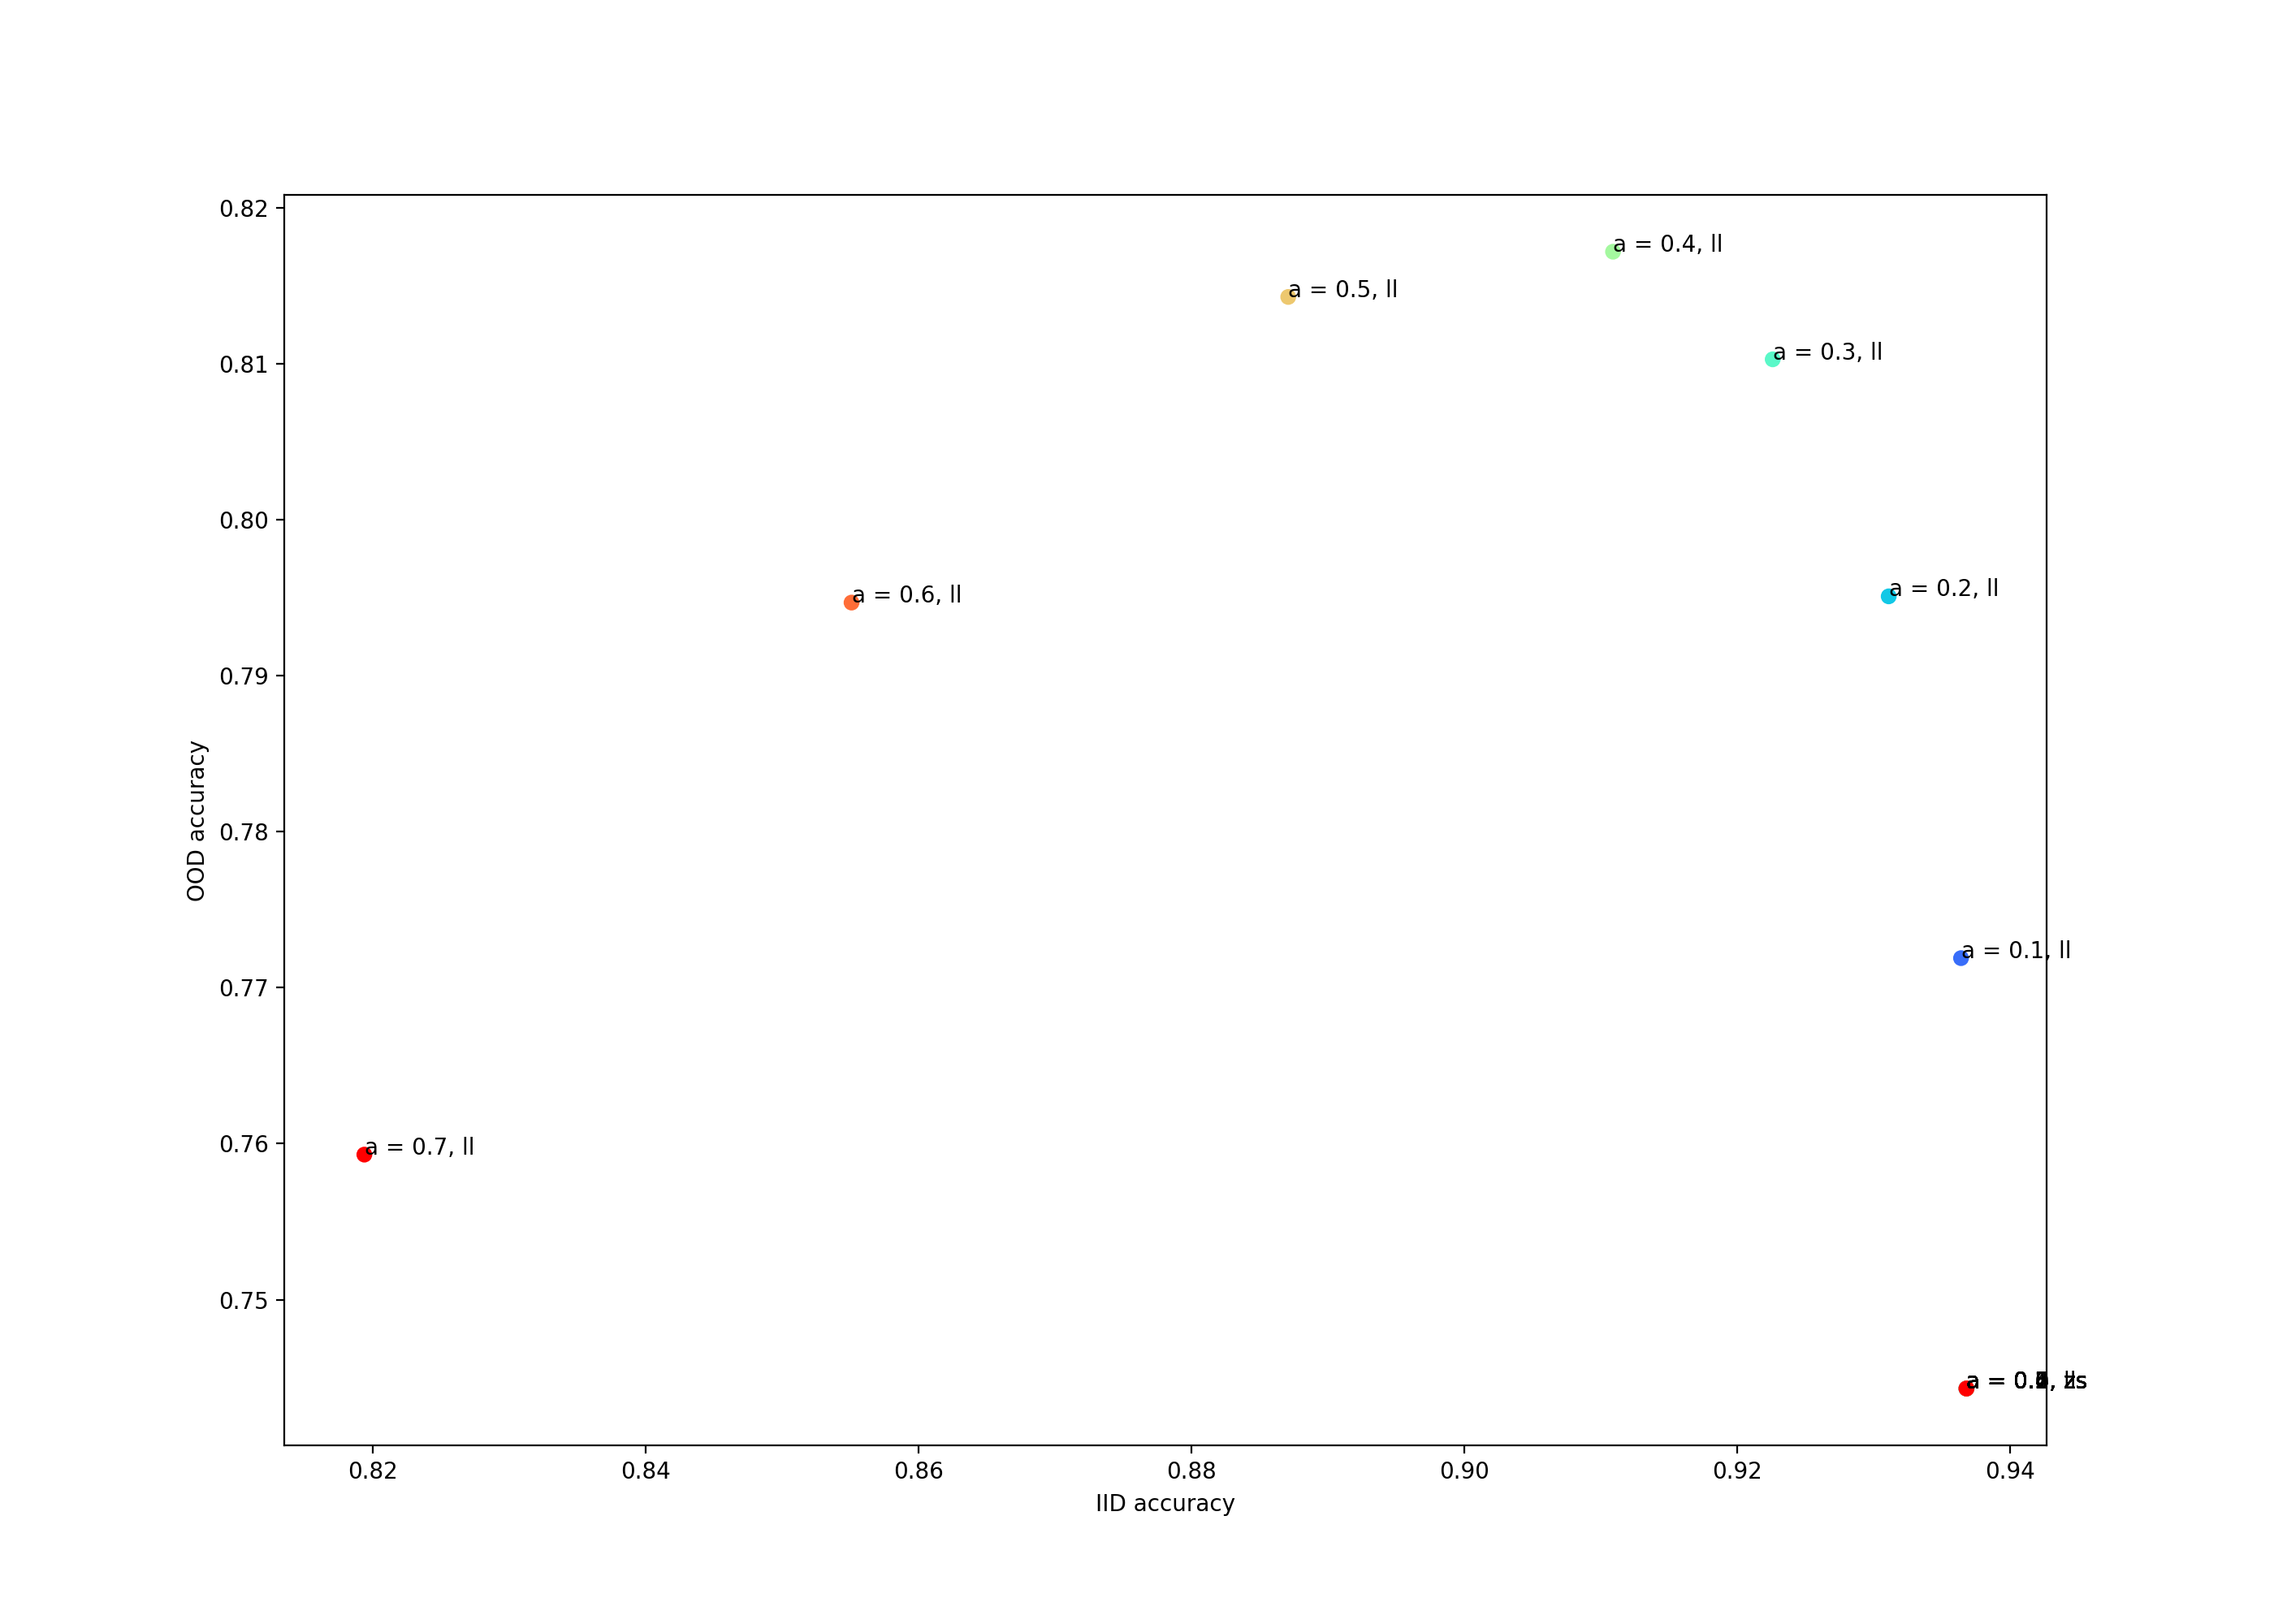 0.82
a = 0.4, ll
a = 0.5, ll
a = 0.3, ll
0.81
0.80
a = 0.6, ll
a = 0.2, ll
0.79
OOD accuracy
0.78
a = 0.1, ll
0.77
0.76
a = 0.7, ll
0.75
0.82 0.84 0.86 0.88 0.90 0.92 0.94
IID accuracy